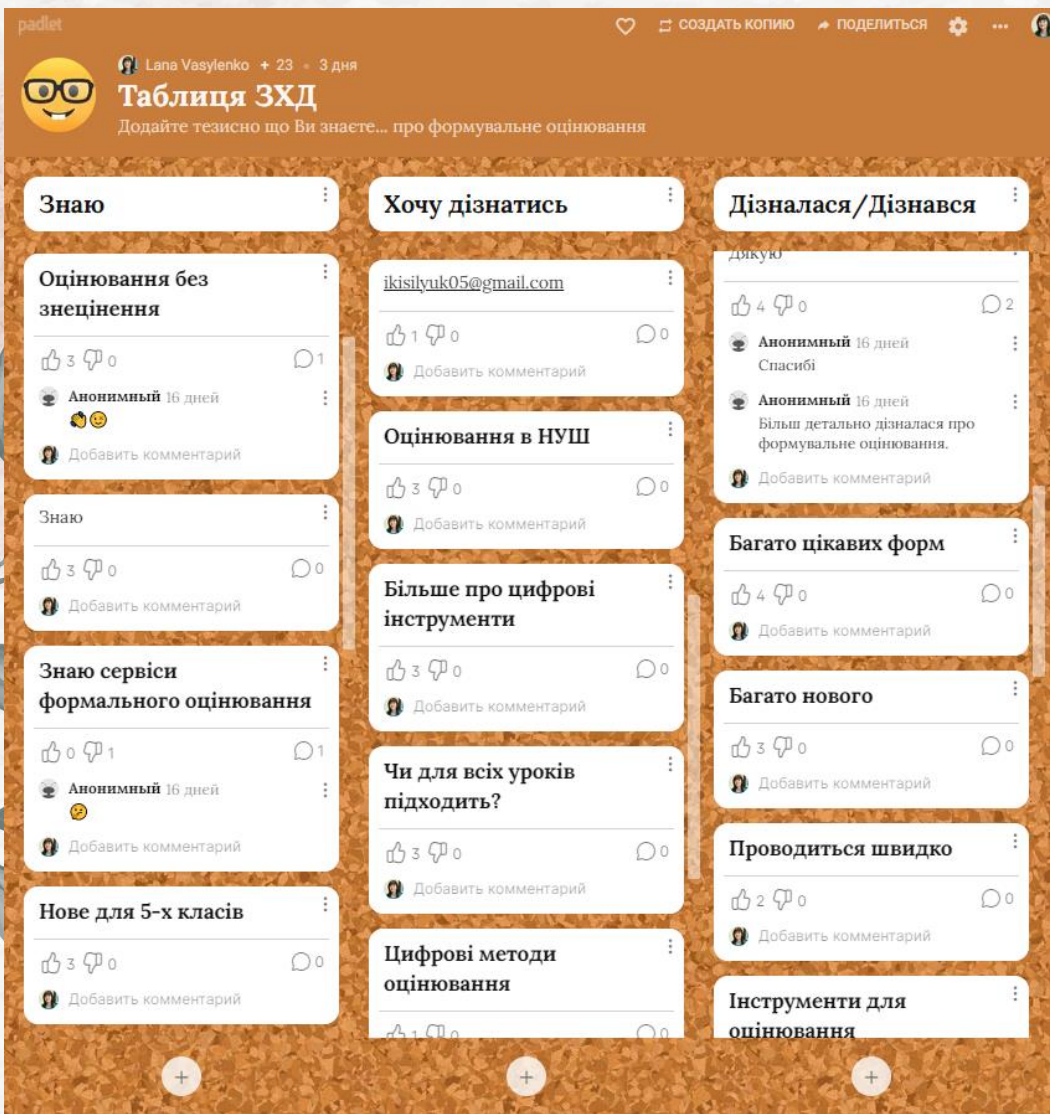 padlet
СОЗДАТЬ КОПИЮ ПОДЕЛИТЬСЯ
Lana Vasylenko + 23 • 3 дня
Таблиця ЗХД
Додайте тезисно що Ви знаєте... про формувальне оцінювання
Знаю
Оцінювання без
знецінення
3 0 1
Анонимный 16 дней
Добавить комментарий
Знаю
3 0 0
Добавить комментарий
Знаю сервіси
формального оцінювання
0 1 1
Анонимный 16 дней
Добавить комментарий
Нове для 5-х класів
3 0 0
Добавить комментарий
+
Хочу дізнатись
ikisilyuk05@gmail.com
1 0 0
Добавить комментарий
Оцінювання в НУШ
3 0 0
Добавить комментарий
Більше про цифрові
інструменти
3 0 0
Добавить комментарий
Чи для всіх уроків
підходить?
3 0 0
Добавить комментарий
Цифрові методи
оцінювання
1 0 0
+
Дізналася/Дізнався
Дякую
4 0 2
Анонимный 16 дней
Спасибі
Анонимный 16 дней
Більш детально дізналася про
формувальне оцінювання.
Добавить комментарий
Багато цікавих форм
4 0 0
Добавить комментарий
Багато нового
3 0 0
Добавить комментарий
Проводиться швидко
2 0 0
Добавить комментарий
Інструменти для
оцінювання
+